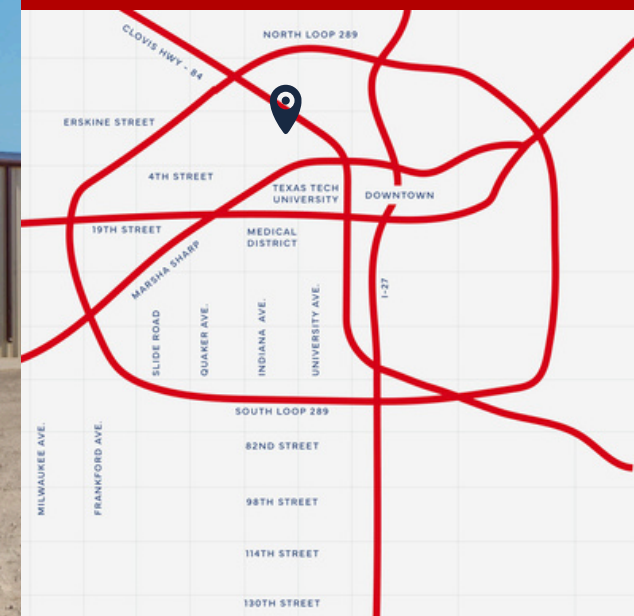 NORTH LOOP 289
CLOVIS HWY - 84
ERSKINE STREET
4TH STREET
TEXAS TECH
UNIVERSITY
DOWNTOWN
19TH STREET
MEDICAL
DISTRICT
MARSHA SHARP
I-27
SLIDE ROAD
QUAKER AVE.
INDIANA AVE.
UNIVERSITY AVE.
SOUTH LOOP 289
MILWAUKEE AVE.
FRANKFORD AVE.
82ND STREET
98TH STREET
114TH STREET
130TH STREET